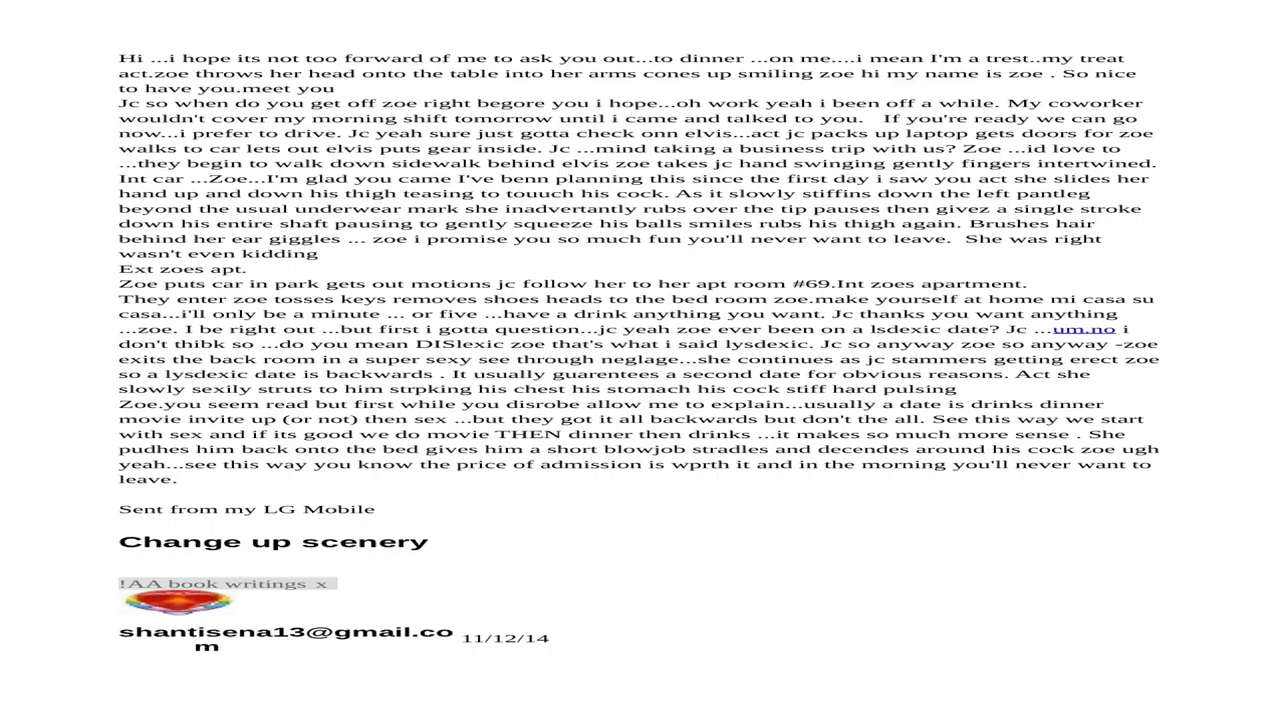 Hi ...i hope its not too forward of me to ask you out...to dinner ...on me....i mean I'm a trest..my treat
act.zoe throws her head onto the table into her arms cones up smiling zoe hi my name is zoe . So nice
to have you.meet you
Jc so when do you get off zoe right begore you i hope...oh work yeah i been off a while. My coworker
wouldn't cover my morning shift tomorrow until i came and talked to you.   If you're ready we can go
now...i prefer to drive. Jc yeah sure just gotta check onn elvis...act jc packs up laptop gets doors for zoe
walks to car lets out elvis puts gear inside. Jc ...mind taking a business trip with us? Zoe ...id love to
...they begin to walk down sidewalk behind elvis zoe takes jc hand swinging gently fingers intertwined.
Int car ...Zoe...I'm glad you came I've benn planning this since the first day i saw you act she slides her
hand up and down his thigh teasing to touuch his cock. As it slowly stiffins down the left pantleg
beyond the usual underwear mark she inadvertantly rubs over the tip pauses then givez a single stroke
down his entire shaft pausing to gently squeeze his balls smiles rubs his thigh again. Brushes hair
behind her ear giggles ... zoe i promise you so much fun you'll never want to leave.  She was right
wasn't even kidding
Ext zoes apt.
Zoe puts car in park gets out motions jc follow her to her apt room #69.Int zoes apartment.
They enter zoe tosses keys removes shoes heads to the bed room zoe.make yourself at home mi casa su
casa...i'll only be a minute ... or five ...have a drink anything you want. Jc thanks you want anything
...zoe. I be right out ...but first i gotta question...jc yeah zoe ever been on a lsdexic date? Jc ...um.no i
don't thibk so ...do you mean DISlexic zoe that's what i said lysdexic. Jc so anyway zoe so anyway -zoe
exits the back room in a super sexy see through neglage...she continues as jc stammers getting erect zoe
so a lysdexic date is backwards . It usually guarentees a second date for obvious reasons. Act she
slowly sexily struts to him strpking his chest his stomach his cock stiff hard pulsing
Zoe.you seem read but first while you disrobe allow me to explain...usually a date is drinks dinner
movie invite up (or not) then sex ...but they got it all backwards but don't the all. See this way we start
with sex and if its good we do movie THEN dinner then drinks ...it makes so much more sense . She
pudhes him back onto the bed gives him a short blowjob stradles and decendes around his cock zoe ugh
yeah...see this way you know the price of admission is wprth it and in the morning you'll never want to
leave.
Sent from my LG Mobile
Change up scenery
!AA book writings x
shantisena13@gmail.co
m
11/12/14